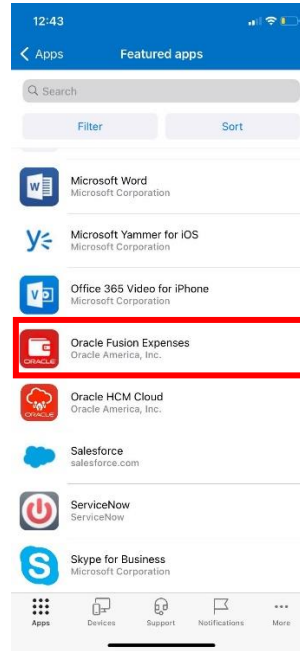 12:43
Apps
Featured apps
Search
Filter
Sort
Microsoft Word
Microsoft Corporation
Microsoft Yammer for iOS
Microsoft Corporation
Office 365 Video for iPhone
Microsoft Corporation
Oracle Fusion Expenses
Oracle America, Inc.
ORACLE
Oracle HCM Cloud
Oracle America, Inc.
ORACLE
Salesforce
salesforce.com
ServiceNow
ServiceNow
Skype for Business
Microsoft Corporation
Apps
Devices
Support
Notifications
More